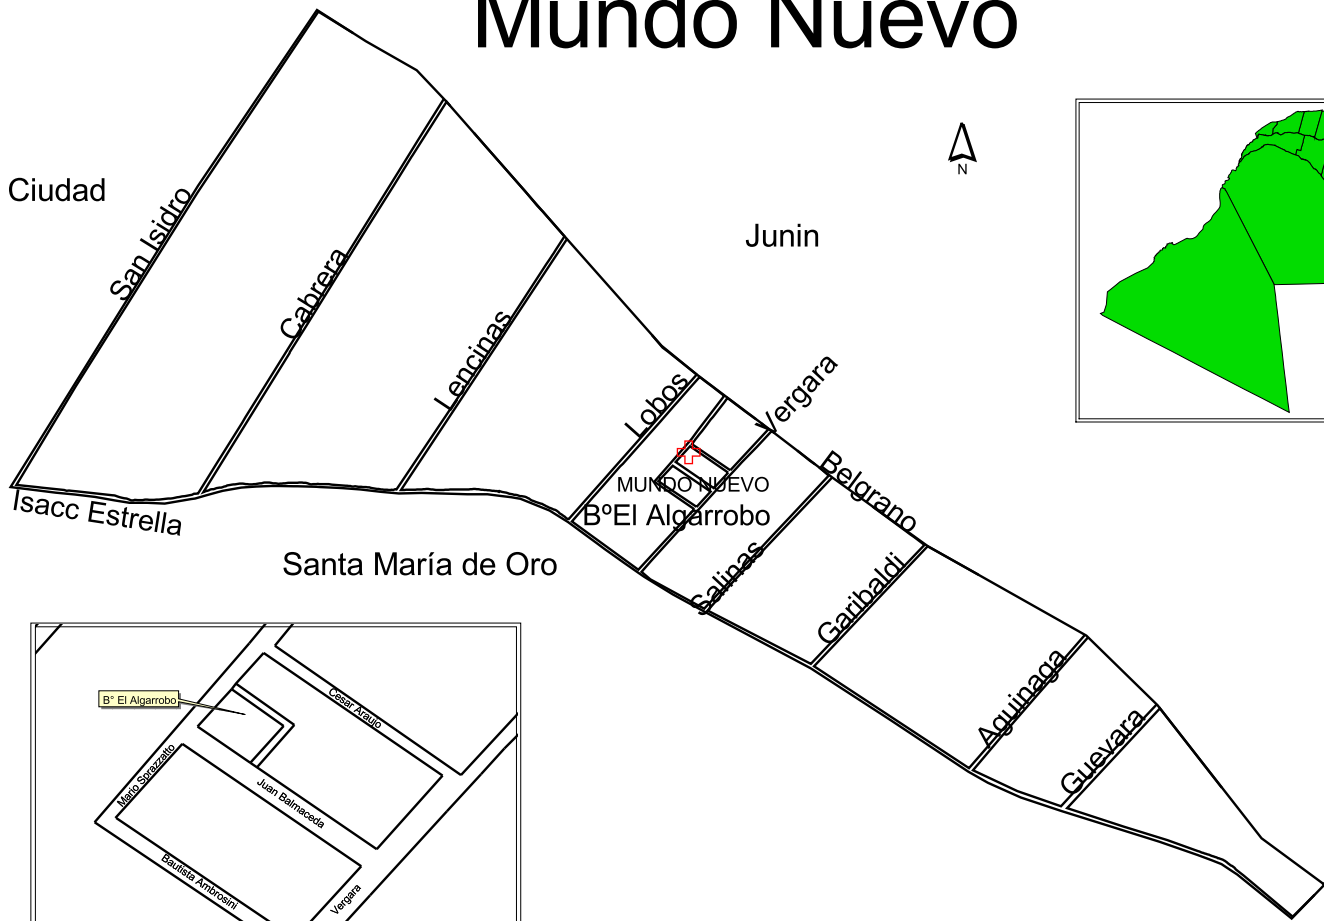 Mundo Nuevo
Ciudad
San Isidro
Cabrera
Lencinas
Junin
N
Lobos
Vergara
Belgrano
MUNDO NUEVO
BºEl Algarrobo
Isacc Estrella
Santa María de Oro
Salinas
Garibaldi
Aguinaga
Guevara
B° El Algarrobo
Cesar Araujo
Mario Sprazzatto
Juan Balmaceda
Bautista Ambrosini
Vergara